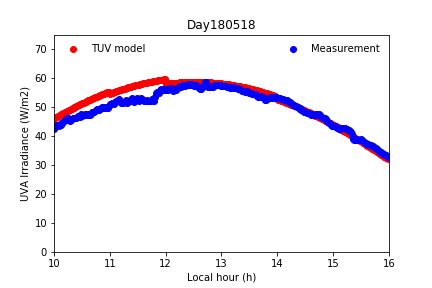 Day180518
TUV model
Measurement
70
60
50
40
30
20
10
0
UVA Irradiance (W/m2)
10 11 12 13 14 15 16
Local hour (h)